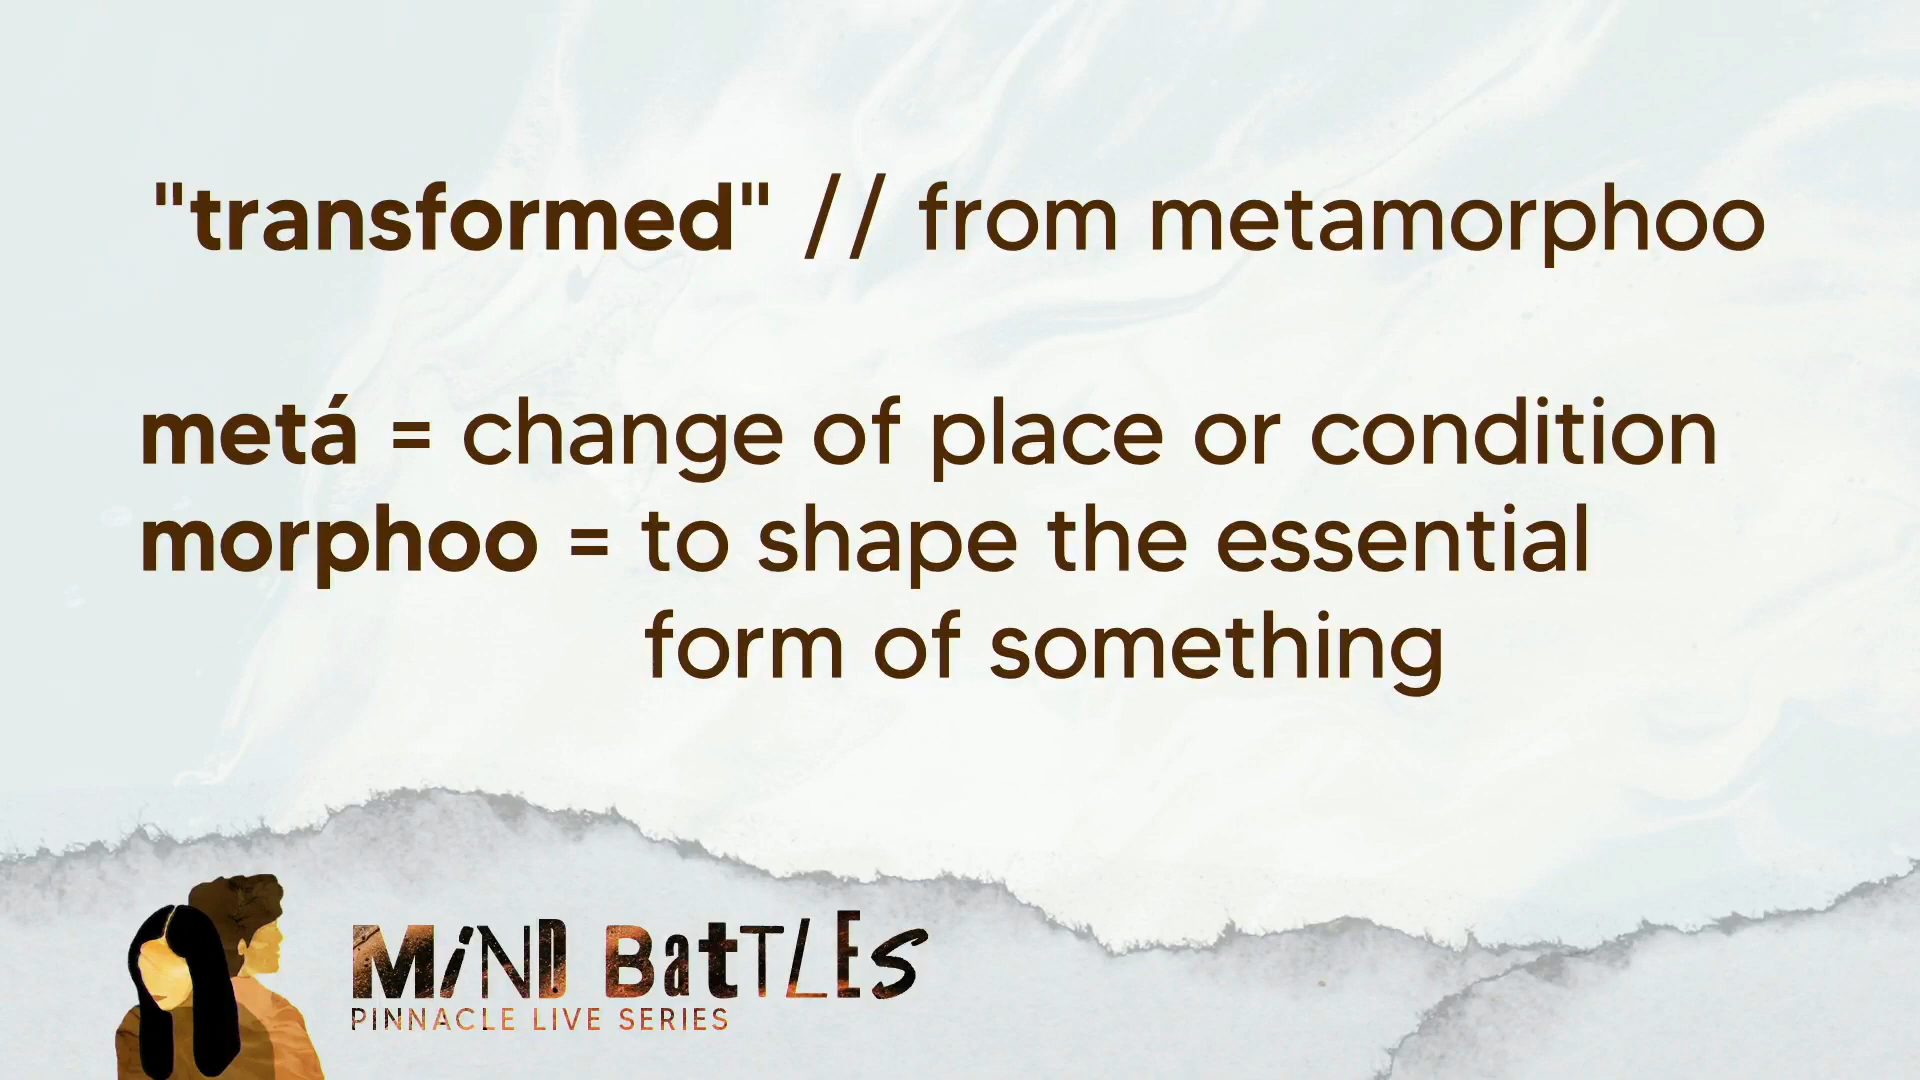 "transformed" // from metamorphoo
metá = change of place or condition
morphoo = to shape the essential
form of something
MiND BatTLES
PINNACLE LIVE SERIES